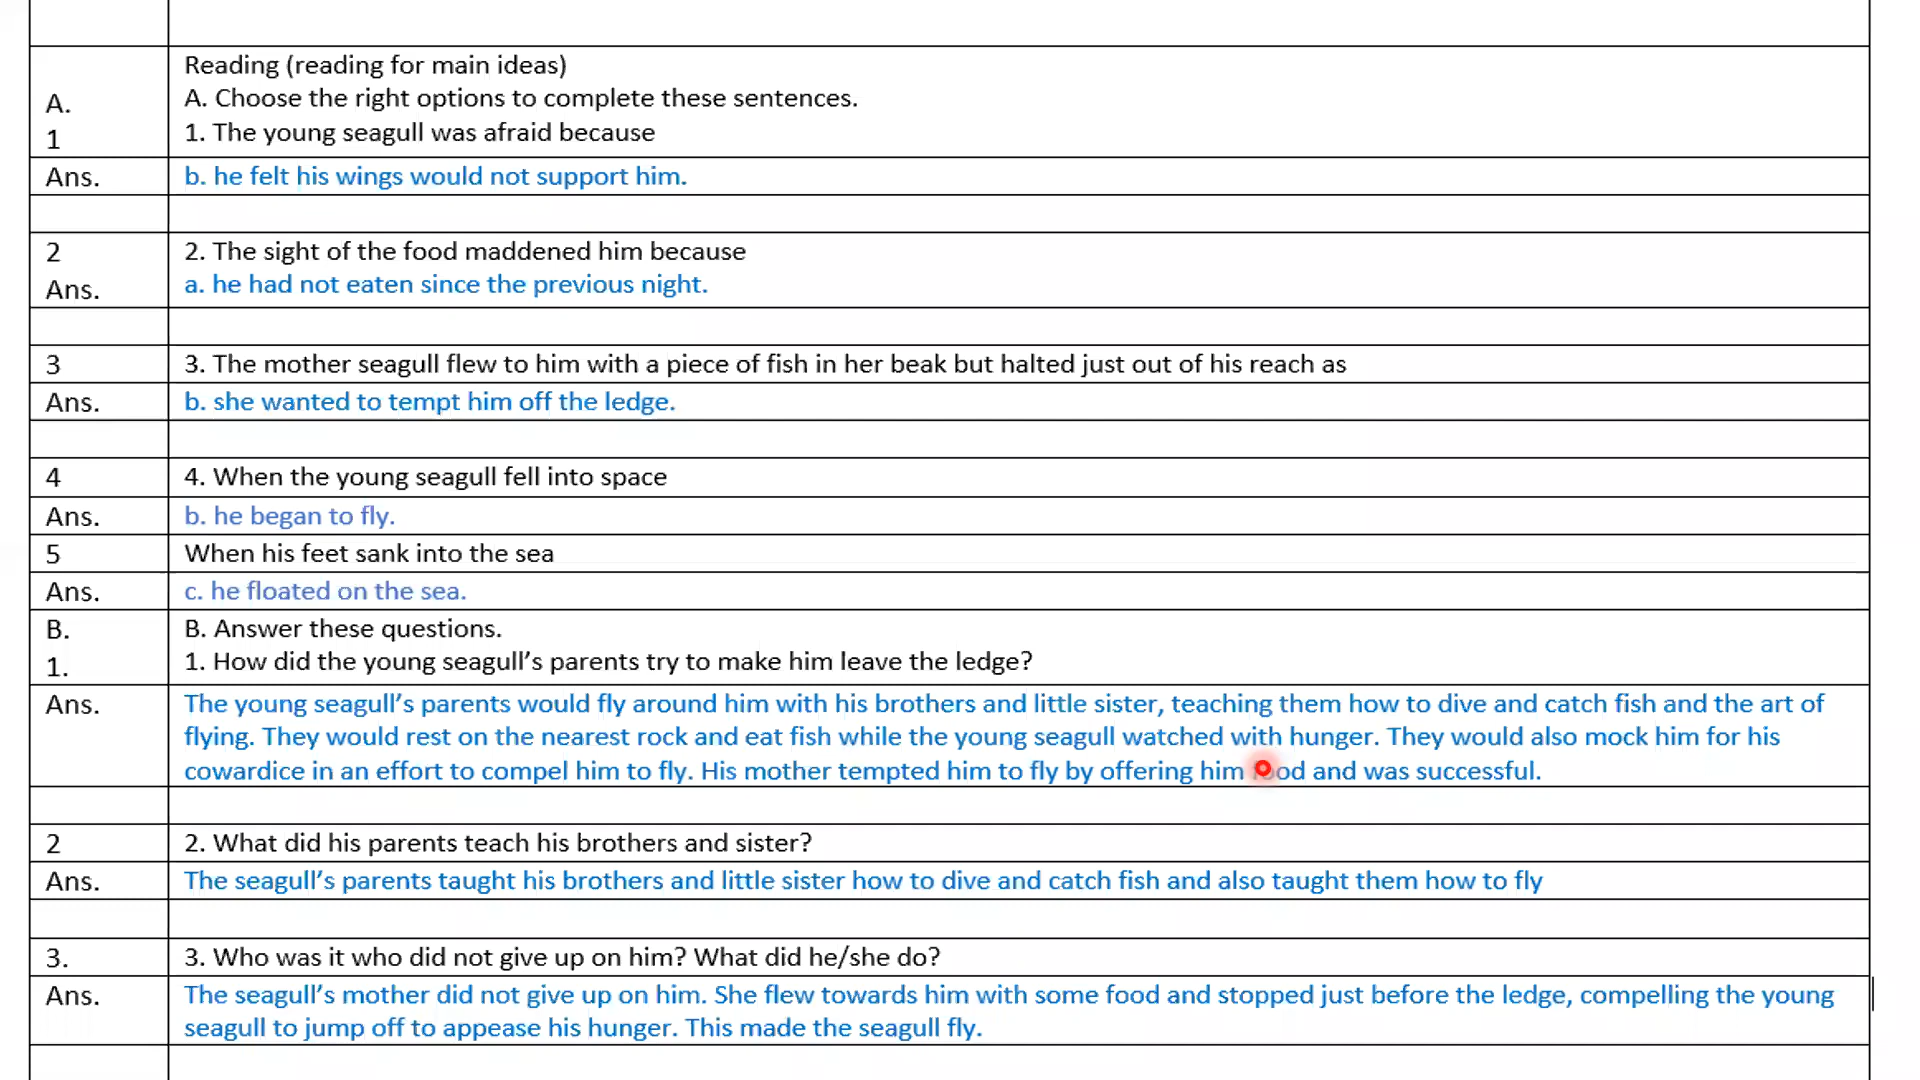 Reading (reading for main ideas)
A.
A. Choose the right options to complete these sentences.
1
1. The young seagull was afraid because
Ans.
b. he felt his wings would not support him.
2
2. The sight of the food maddened him because
Ans.
a. he had not eaten since the previous night.
3
3. The mother seagull flew to him with a piece of fish in her beak but halted just out of his reach as
Ans.
b. she wanted to tempt him off the ledge.
4
4. When the young seagull fell into space
Ans.
b. he began to fly.
5
When his feet sank into the sea
Ans.
c. he floated on the sea.
B.
B. Answer these questions.
1.
1. How did the young seagull’s parents try to make him leave the ledge?
Ans.
The young seagull’s parents would fly around him with his brothers and little sister, teaching them how to dive and catch fish and the art of
flying. They would rest on the nearest rock and eat fish while the young seagull watched with hunger. They would also mock him for his
cowardice in an effort to compel him to fly. His mother tempted him to fly by offering him food and was successful.
2
2. What did his parents teach his brothers and sister?
Ans.
The seagull’s parents taught his brothers and little sister how to dive and catch fish and also taught them how to fly
3.
3. Who was it who did not give up on him? What did he/she do?
Ans.
The seagull’s mother did not give up on him. She flew towards him with some food and stopped just before the ledge, compelling the young
seagull to jump off to appease his hunger. This made the seagull fly.